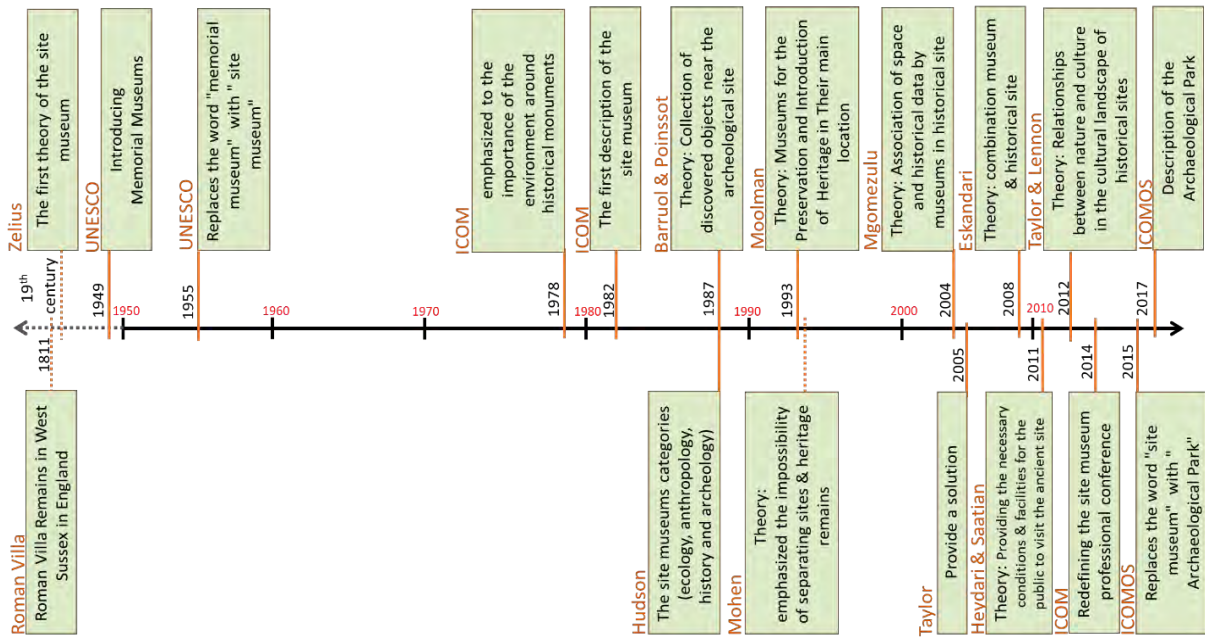 Zelius
The first theory of the site
museum
UNESCO
Introducing
Memorial Museums
UNESCO
Replaces the word "memorial
museum" with " site
museum"
ICOM
emphasized to the
importance of the
environment around
historical monuments
ICOM
The first description of the
site museum
Barruol & Poinssot
Theory: Collection of
discovered objects near the
archeological site
Moolman
Theory: Museums for the
Preservation and Introduction
of Heritage in Their main
location
Mgomezulu
Theory: Association of space
and historical data by
museums in historical site
Eskandari
Theory: combination museum
& historical site
Taylor & Lennon
Theory: Relationships
between nature and culture
in the cultural landscape of
historical sites
ICOMOS
Description of the
Archaeological Park
19th
century
1949
1955
1978
1982
1987
1993
2004
2008
2012
2017
1950
1960
1970
1980
1990
2000
2010
1811
2005
2011
2014
2015
Roman Villa
Roman Villa Remains in West
Sussex in England
Hudson
The site museums categories
(ecology, anthropology,
history and archeology)
Mohen
Theory:
emphasized the impossibility
of separating sites & heritage
remains
Taylor
Provide a solution
Heydari & Saatian
Theory: Providing the necessary
conditions & facilities for the
public to visit the ancient site
ICOM
Redefining the site museum
professional conference
ICOMOS
Replaces the word "site
museum" with "
Archaeological Park"